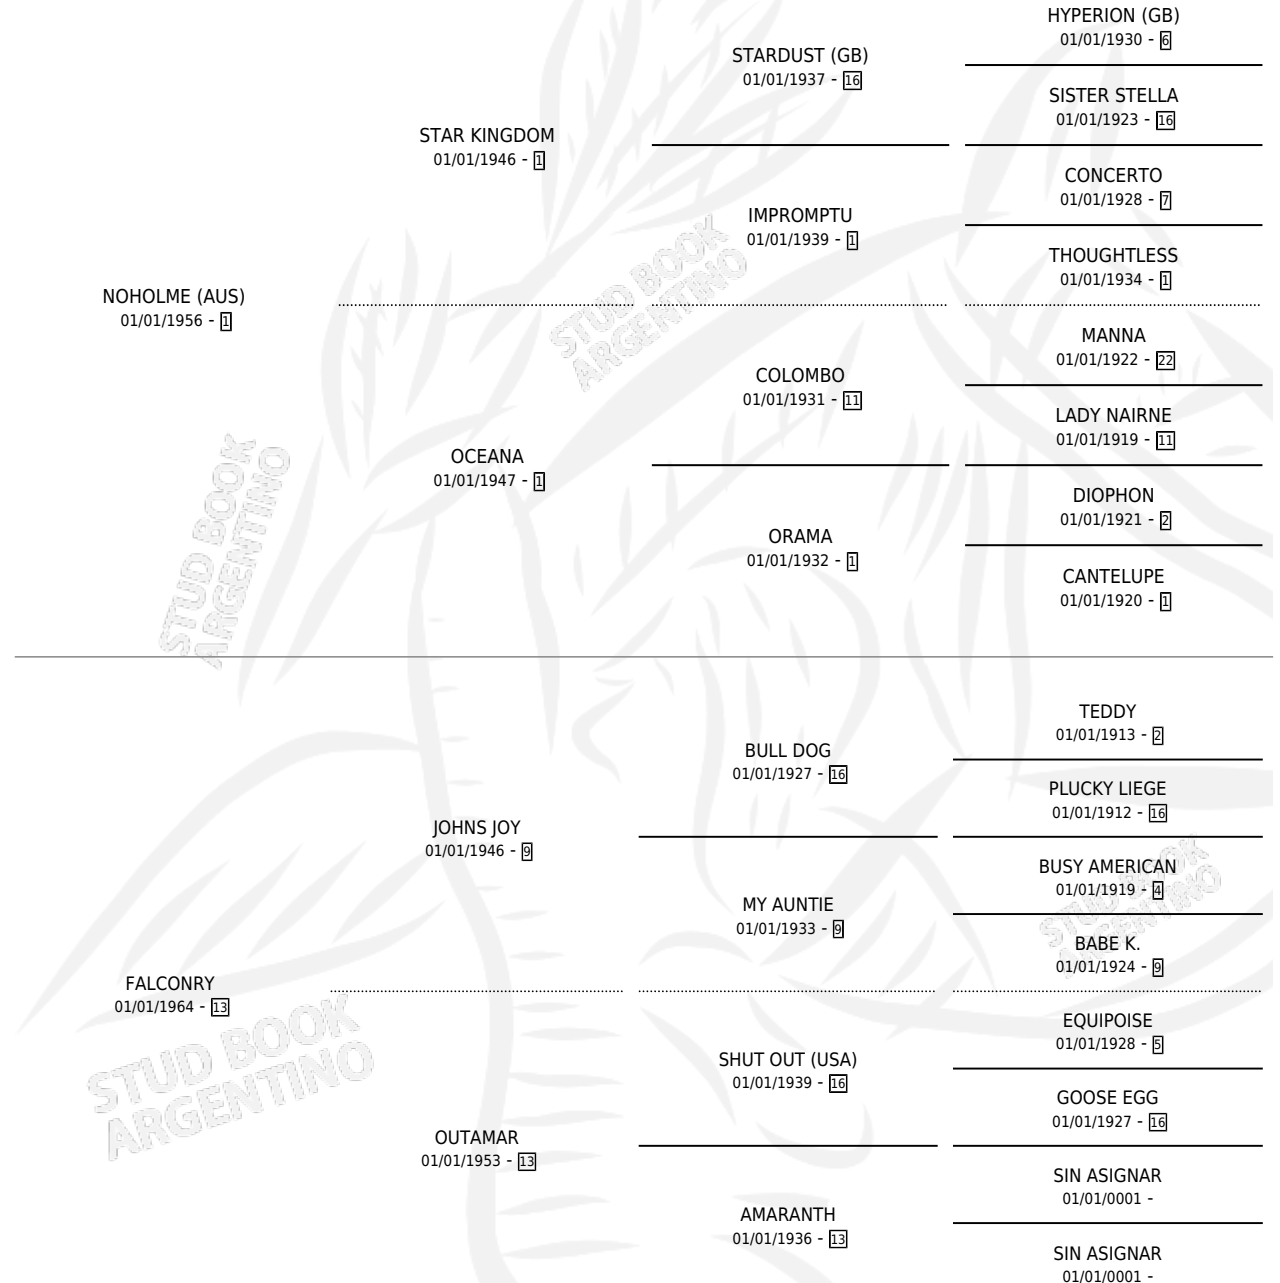 HYPERION (GB)
01/01/1930 - 6
STARDUST (GB)
01/01/1937 - 16
SISTER STELLA
01/01/1923 - 16
STAR KINGDOM
01/01/1946 - 1
CONCERTO
01/01/1928 - 7
IMPROMPTU
01/01/1939 - 1
THOUGHTLESS
01/01/1934 - 1
NOHOLME (AUS)
01/01/1956 - 1
MANNA
01/01/1922 - 22
COLOMBO
01/01/1931 - 11
LADY NAIRNE
01/01/1919 - 11
OCEANA
01/01/1947 - 1
DIOPHON
01/01/1921 - 2
ORAMA
01/01/1932 - 1
CANTELUPE
01/01/1920 - 1
STUD BOOK
ARGENTINO
STUD BOOK
ARGENTINO
TEDDY
01/01/1913 - 2
BULL DOG
01/01/1927 - 16
PLUCKY LIEGE
01/01/1912 - 16
JOHNS JOY
01/01/1946 - 9
BUSY AMERICAN
01/01/1919 - 4
MY AUNTIE
01/01/1933 - 9
BABE K.
01/01/1924 - 9
STUD BOOK
ARGENTINO
FALCONRY
01/01/1964 - 13
EQUIPOISE
01/01/1928 - 5
SHUT OUT (USA)
01/01/1939 - 16
GOOSE EGG
01/01/1927 - 16
STUD BOOK
ARGENTINO
OUTAMAR
01/01/1953 - 13
SIN ASIGNAR
01/01/0001 -
AMARANTH
01/01/1936 - 13
SIN ASIGNAR
01/01/0001 -